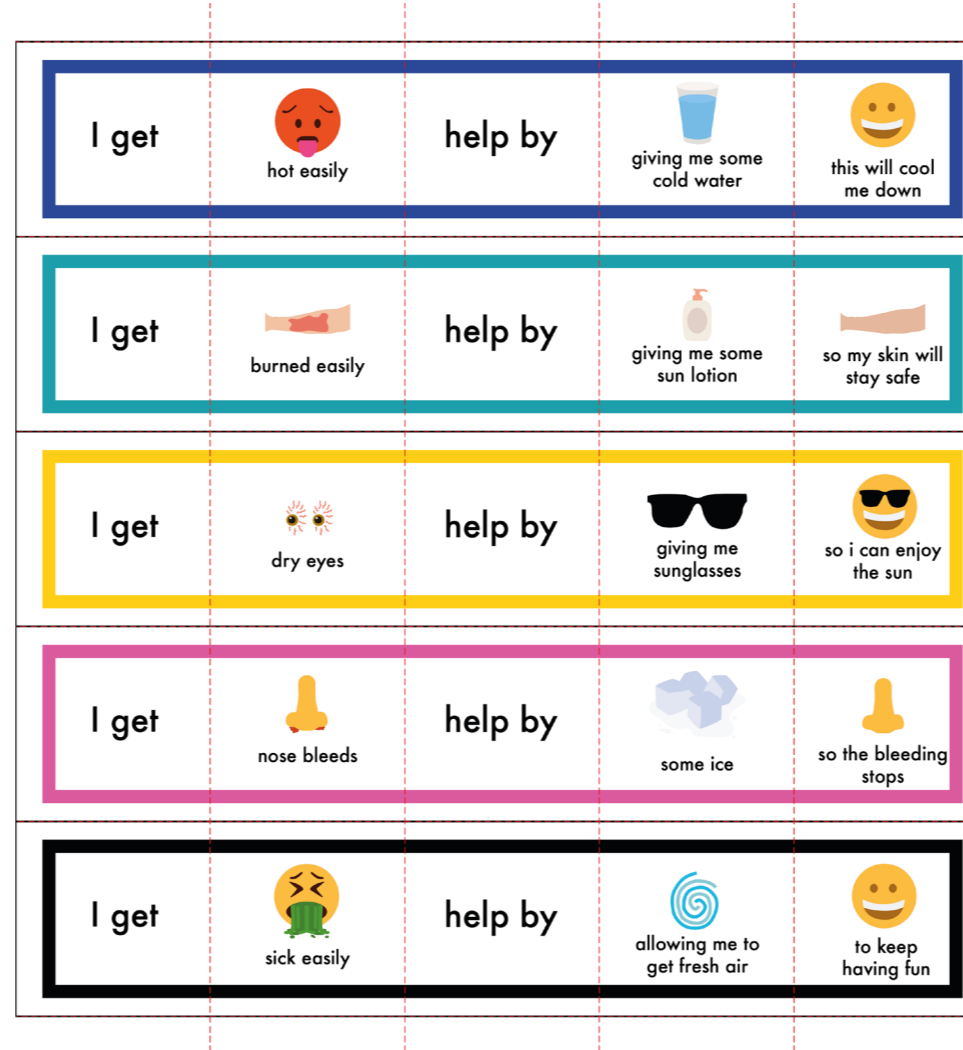 I get
hot easily
help by
giving me some
cold water
this will cool
me down
I get
burned easily
help by
giving me some
sun lotion
so my skin will
stay safe
I get
dry eyes
help by
giving me
sunglasses
so i can enjoy
the sun
I get
nose bleeds
help by
some ice
so the bleeding
stops
I get
sick easily
help by
allowing me to
get fresh air
to keep
having fun